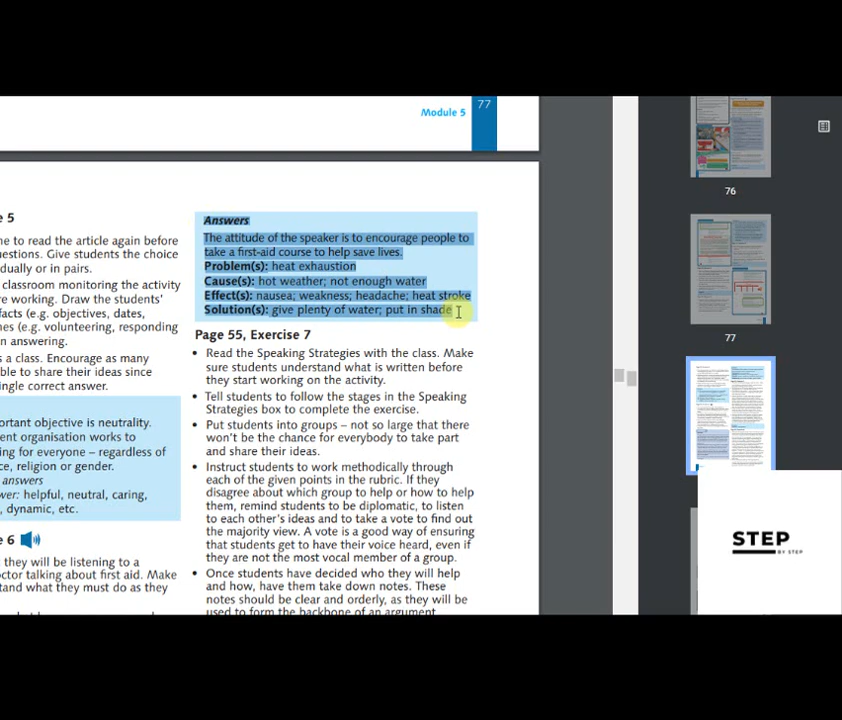 Module 5
77
e 5
ne to read the article again before
uestions. Give students the choice
dually or in pairs.
classroom monitoring the activity
re working. Draw the students'
facts (e.g. objectives, dates,
nes (e.g. volunteering, responding
n answering.
s a class. Encourage as many
ble to share their ideas since
ingle correct answer.
ortant objective is neutrality.
ent organisation works to
ing for everyone – regardless of
ce, religion or gender.
answers
wer: helpful, neutral, caring,
, dynamic, etc.
e 6
they will be listening to a
octor talking about first aid. Make
tand what they must do as they
Answers
The attitude of the speaker is to encourage people to
take a first-aid course to help save lives.
Problem(s): heat exhaustion
Cause(s): hot weather; not enough water
Effect(s): nausea; weakness; headache; heat stroke
Solution(s): give plenty of water; put in shade
Page 55, Exercise 7
• Read the Speaking Strategies with the class. Make
sure students understand what is written before
they start working on the activity.
• Tell students to follow the stages in the Speaking
Strategies box to complete the exercise.
• Put students into groups – not so large that there
won't be the chance for everybody to take part
and share their ideas.
• Instruct students to work methodically through
each of the given points in the rubric. If they
disagree about which group to help or how to help
them, remind students to be diplomatic, to listen
to each other's ideas and to take a vote to find out
the majority view. A vote is a good way of ensuring
that students get to have their voice heard, even if
they are not the most vocal member of a group.
• Once students have decided who they will help
and how, have them take down notes. These
notes should be clear and orderly, as they will be
used to form the backbone of an argument
76
77
STEP
BY STEP